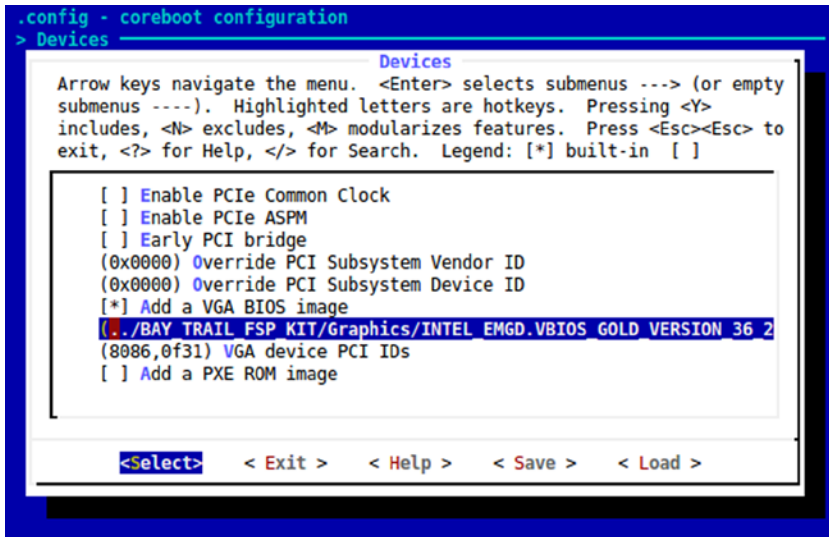 .config - coreboot configuration
> Devices
Devices
Arrow keys navigate the menu.  <Enter> selects submenus ---> (or empty
submenus ----).  Highlighted letters are hotkeys.  Pressing <Y>
includes, <N> excludes, <M> modularizes features.  Press <Esc><Esc> to
exit, <?> for Help, </> for Search.  Legend: [*] built-in  [ ]
[ ] Enable PCIe Common Clock
[ ] Enable PCIe ASPM
[ ] Early PCI bridge
(0x0000) Override PCI Subsystem Vendor ID
(0x0000) Override PCI Subsystem Device ID
[*] Add a VGA BIOS image
(../BAY_TRAIL_FSP_KIT/Graphics/INTEL_EMGD.VBIOS_GOLD_VERSION_36_2
(8086,0f31) VGA device PCI IDs
[ ] Add a PXE ROM image
<Select>    < Exit >    < Help >    < Save >    < Load >